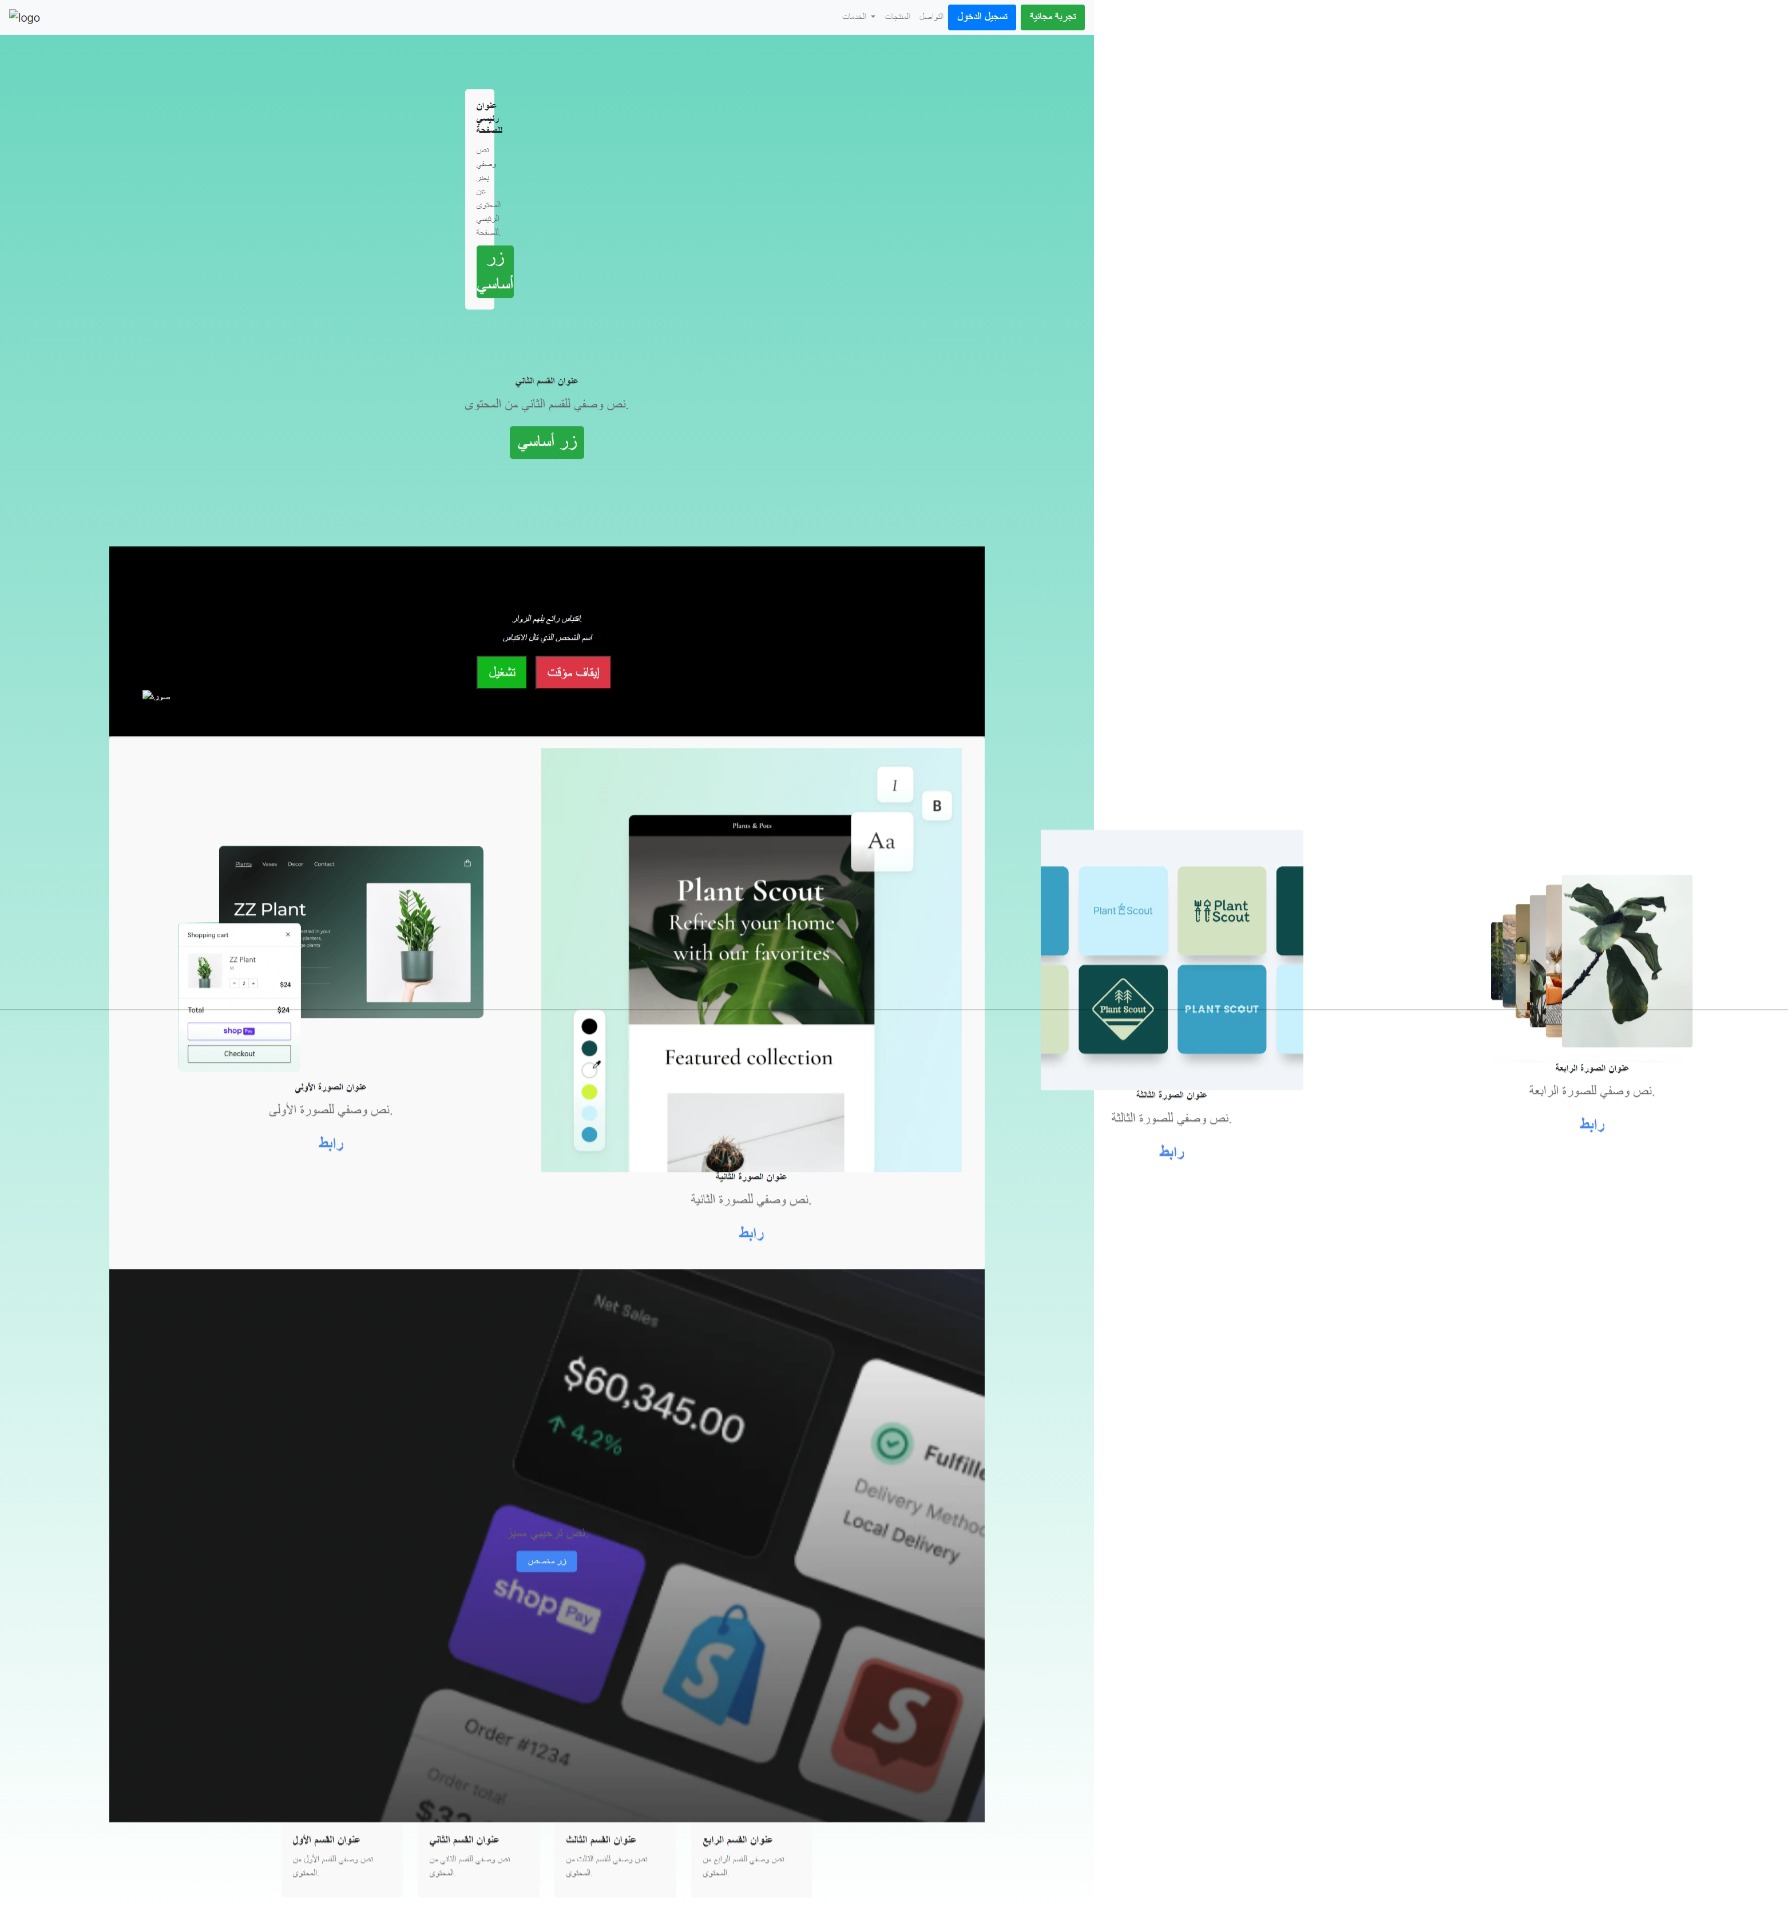 logo
الخدمات
المنتجات
التواصل
تسجيل الدخول
تجربة مجانية
عنوان
رئيسي
للصفحة
نص
وصفي
يعبر
عن
المحتوى
الرئيسي
للصفحة.
زر
أساسي
عنوان القسم الثاني
نص وصفي للقسم الثاني من المحتوى.
زر أساسي
اقتباس رائع يلهم الزوار.
اسم الشخص الذي قال الاقتباس
تشغيل
إيقاف مؤقت
صورة
Plants
Vases
Decor
Contact
ZZ Plant
Shopping cart
ZZ Plant
- 2 +
$24
Total
$24
shop Pay
Checkout
عنوان الصورة الأولى
نص وصفي للصورة الأولى.
رابط
I
B
Aa
Plants & Pots
Plant Scout
Refresh your home
with our favorites
Featured collection
عنوان الصورة الثانية
نص وصفي للصورة الثانية.
رابط
Plant Scout
Plant
Scout
Plant Scout
PLANT SCOUT
عنوان الصورة الثالثة
نص وصفي للصورة الثالثة.
رابط
عنوان الصورة الرابعة
نص وصفي للصورة الرابعة.
رابط
Net Sales
$60,345.00
4.2%
Fulfille
Delivery Metho
Local Delivery
نص ترحيبي مميز.
زر مخصص
shop Pay
Order #1234
Order total
$32
عنوان القسم الأول
نص وصفي للقسم الأول من
المحتوى.
عنوان القسم الثاني
نص وصفي للقسم الثاني من
المحتوى.
عنوان القسم الثالث
نص وصفي للقسم الثالث من
المحتوى.
عنوان القسم الرابع
نص وصفي للقسم الرابع من
المحتوى.